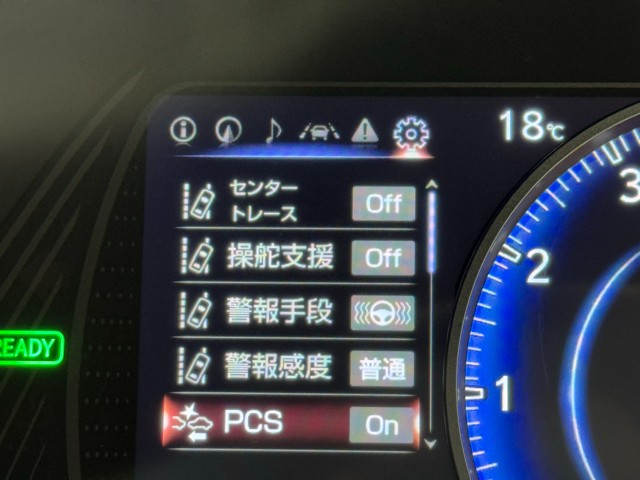 18℃
センター
トレース
Off
操舵支援 Off
警報手段
警報感度 普通
PCS On
READY
3
2
1